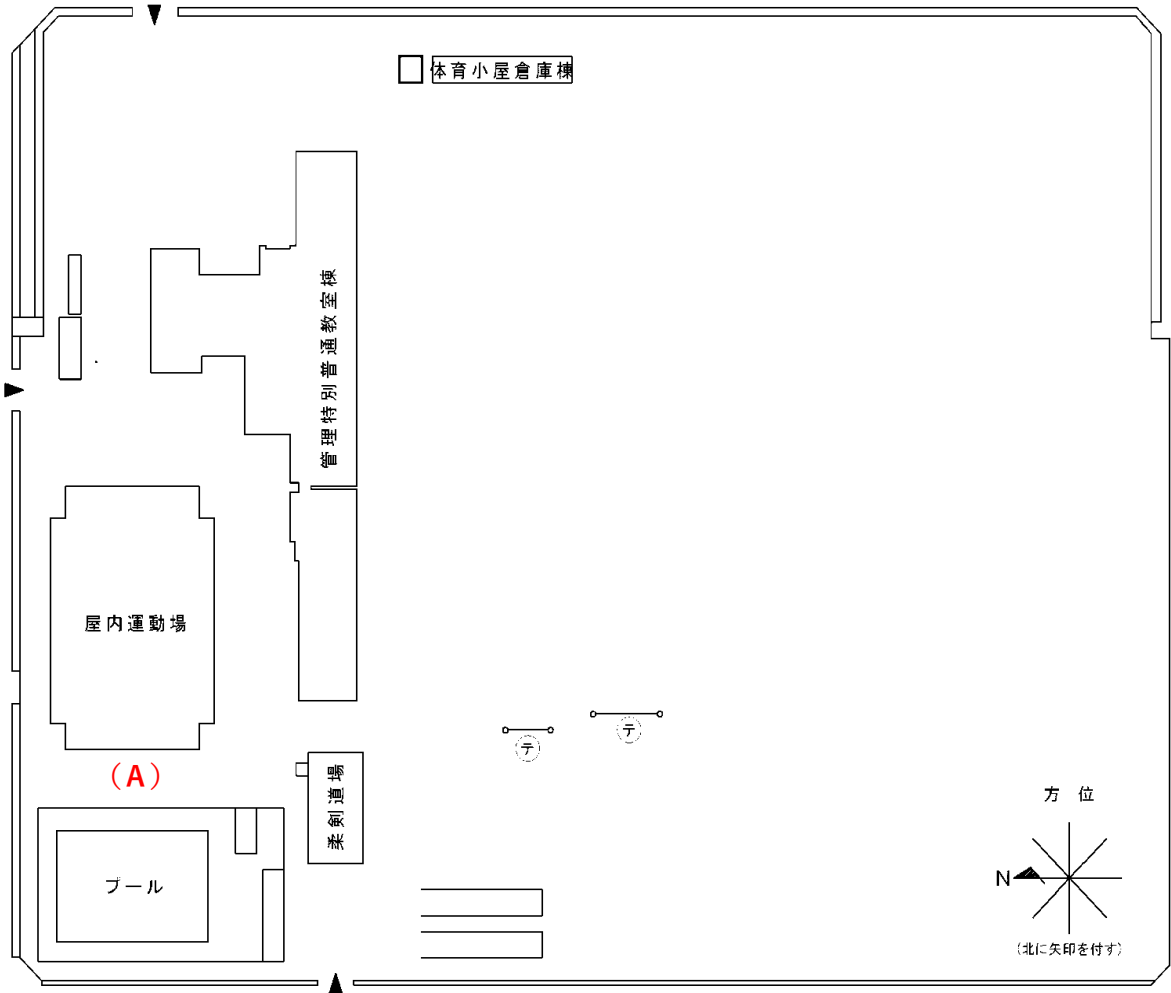 体育小屋倉庫棟
管理特別普通教室棟
屋内運動場
テ
テ
(A)
柔剣道場
プール
方 位
N
(北に矢印を付す)